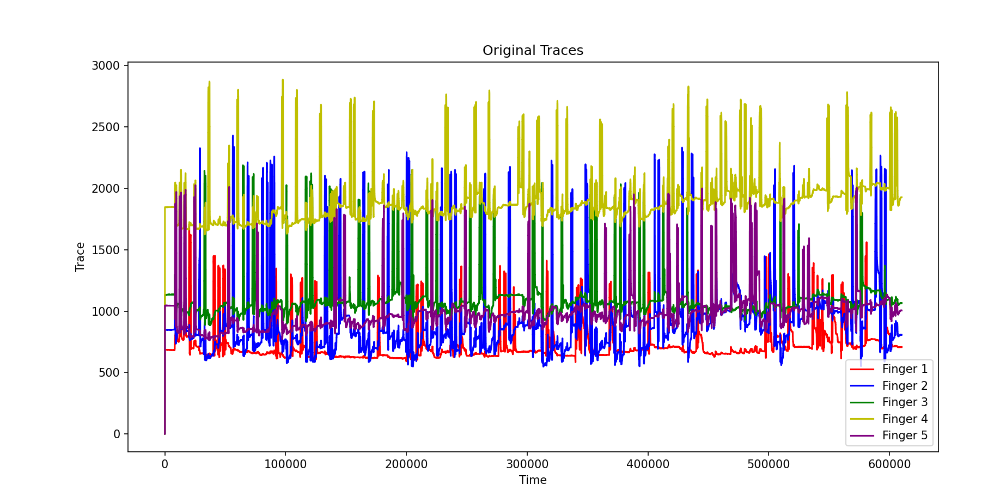 Original Traces
3000
2500
2000
1500
1000
500
0
Trace
0 100000 200000 300000 400000 500000 600000
Time
Finger 1
Finger 2
Finger 3
Finger 4
Finger 5